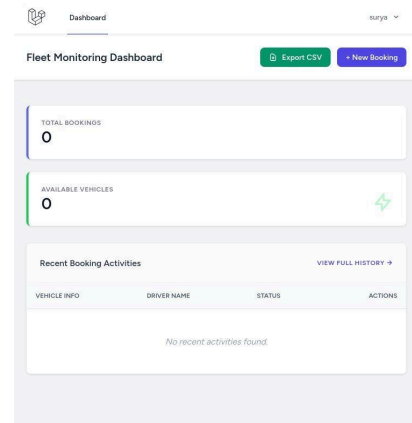 Dashboard
surya
Fleet Monitoring Dashboard
Export CSV
+ New Booking
TOTAL BOOKINGS
0
AVAILABLE VEHICLES
0
Recent Booking Activities
VIEW FULL HISTORY →
VEHICLE INFO DRIVER NAME STATUS ACTIONS
No recent activities found.